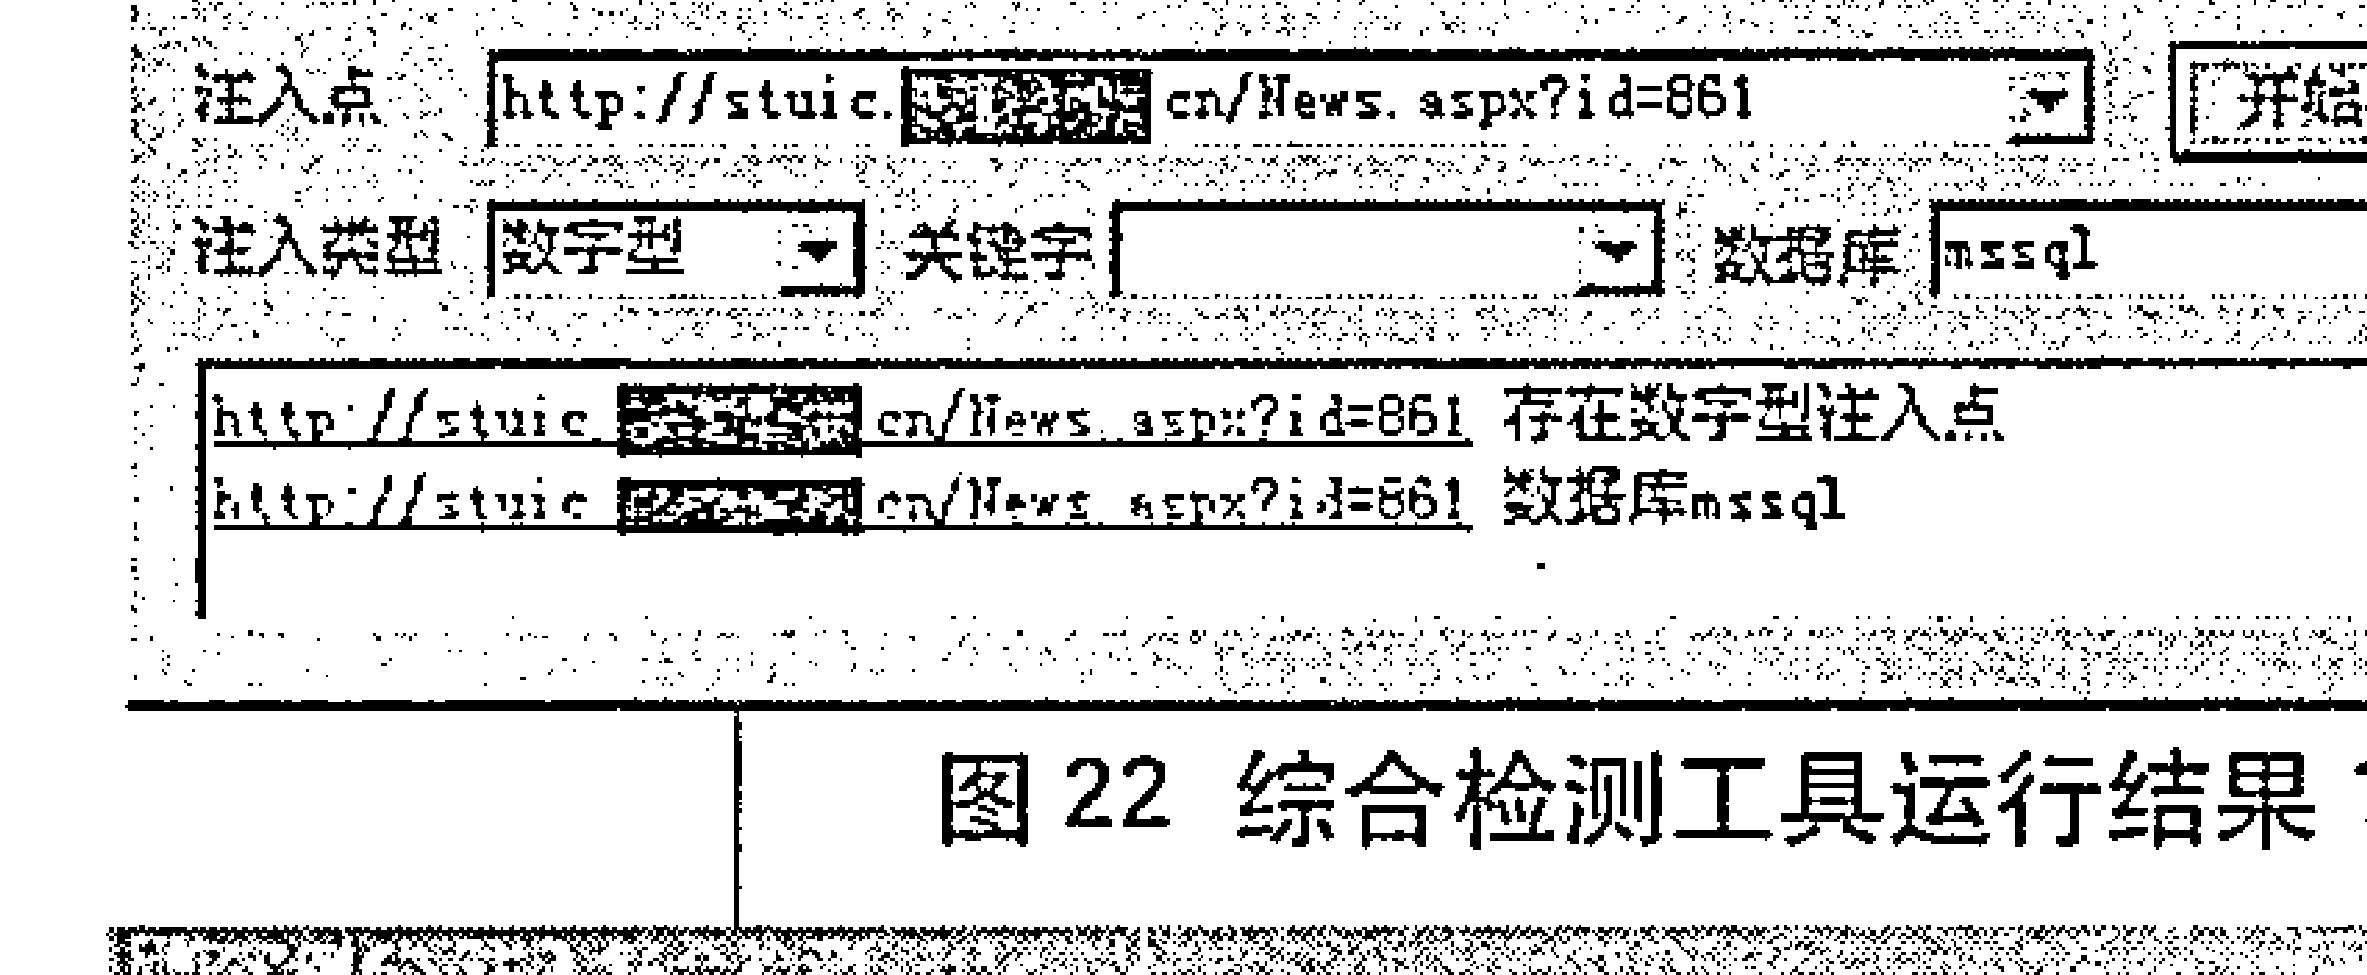 注入点 http://stuic. cn/News.aspx?id=861 开始
注入类型 数字型 关键字 数据库 mssql
http://stuic. cn/News.aspx?id=861 存在数字型注入点
http://stuic. cn/News.aspx?id=861 数据库mssql
图 22 综合检测工具运行结果